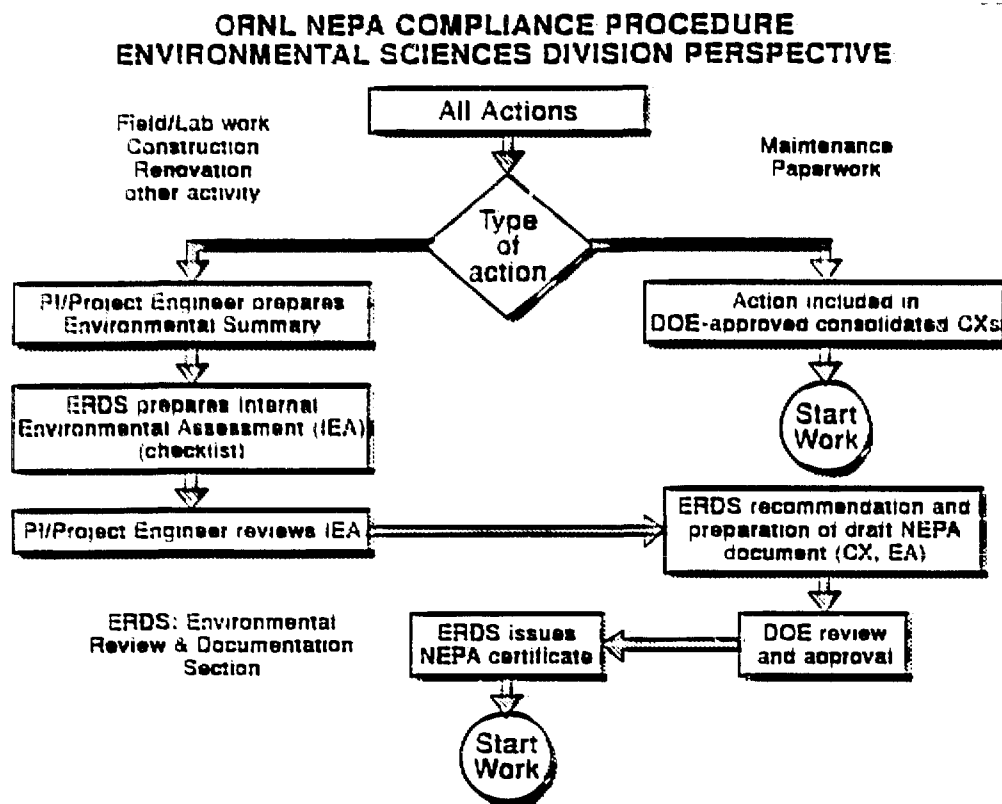 ORNL NEPA COMPLIANCE PROCEDURE
ENVIRONMENTAL SCIENCES DIVISION PERSPECTIVE
All Actions
Field/Lab work
Construction
Renovation
other activity
Maintenance
Paperwork
Type
of
action
PI/Project Engineer prepares
Environmental Summary
Action included in
DOE-approved consolidated CXs
ERDS prepares Internal
Environmental Assessment (IEA)
(checklist)
Start
Work
PI/Project Engineer reviews IEA
ERDS recommendation and
preparation of draft NEPA
document (CX, EA)
ERDS: Environmental
Review & Documentation
Section
ERDS issues
NEPA certificate
DOE review
and approval
Start
Work